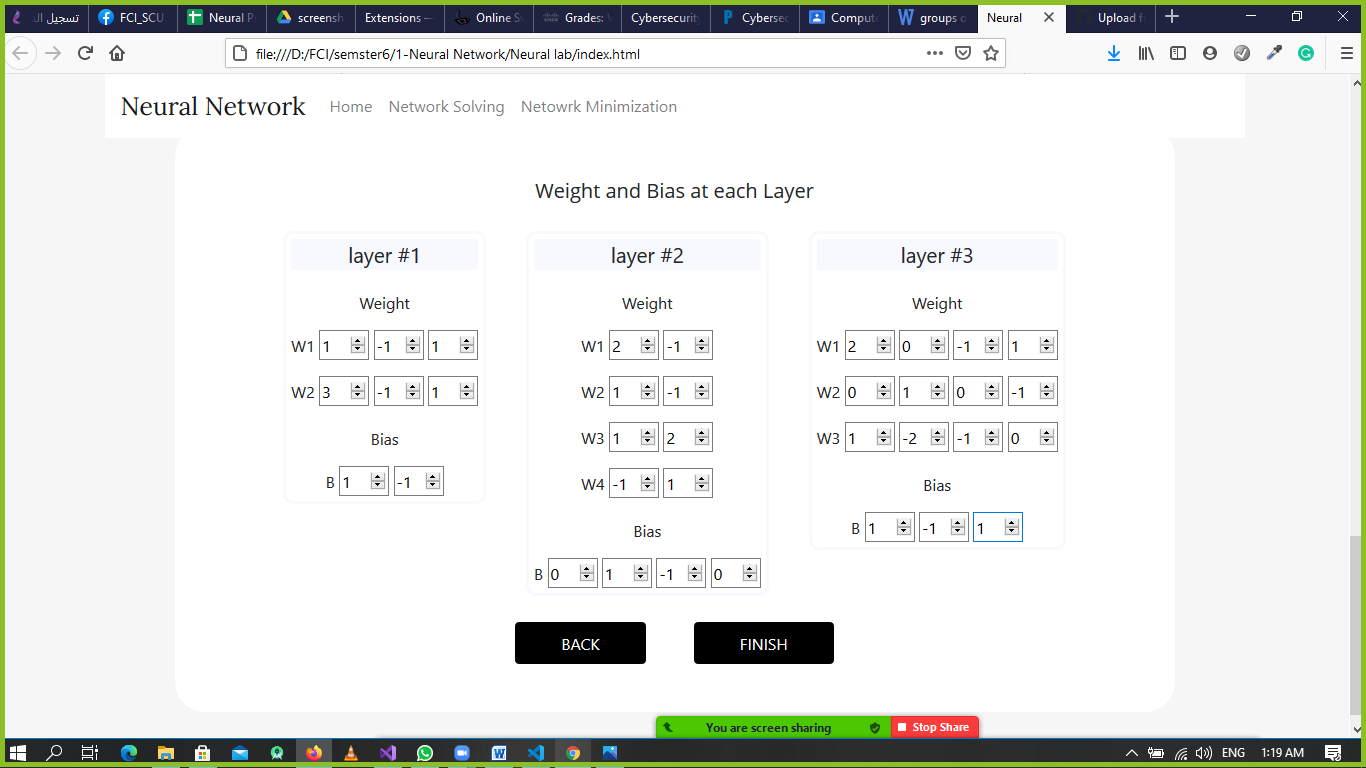 تسجيل ال FCI_SCU Neural P screensh Extensions — Online S Grades: Cybersecurity Cybersec Compute groups o Neural Upload f
file:///D:/FCI/semster6/1-Neural Network/Neural lab/index.html
Neural Network Home Network Solving Netowrk Minimization
Weight and Bias at each Layer
layer #1
Weight
W1 1 -1 1
W2 3 -1 1
Bias
B 1 -1
layer #2
Weight
W1 2 -1
W2 1 -1
W3 1 2
W4 -1 1
Bias
B 0 1 -1 0
layer #3
Weight
W1 2 0 -1 1
W2 0 1 0 -1
W3 1 -2 -1 0
Bias
B 1 -1 1
BACK FINISH
You are screen sharing Stop Share
ENG 1:19 AM